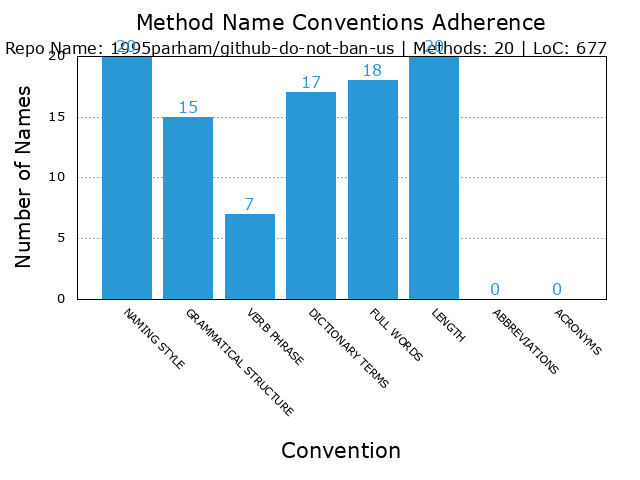 Method Name Conventions Adherence
Repo Name: 1995parham/github-do-not-ban-us | Methods: 20 | LoC: 677
20
20
20
15
10
5
0
15
7
17
18
0
0
Number of Names
NAMING STYLE
GRAMMATICAL STRUCTURE
VERB PHRASE
DICTIONARY TERMS
FULL WORDS
LENGTH
ABBREVIATIONS
ACRONYMS
Convention